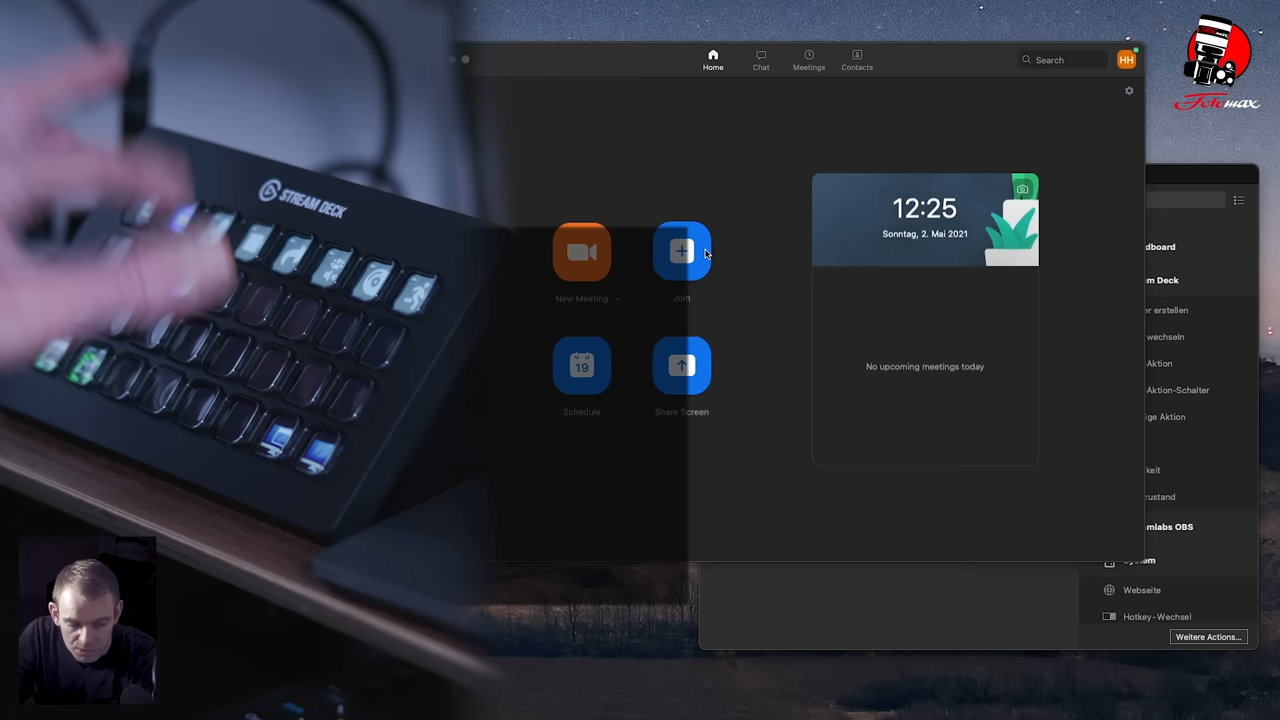 Home
Chat
Meetings
Contacts
Search
HH
Fotomax
STREAM DECK
New Meeting
Join
19
Schedule
Share Screen
12:25
Sonntag, 2. Mai 2021
No upcoming meetings today
dboard
m Deck
er erstellen
wechseln
Aktion
Aktion-Schalter
ige Aktion
keit
zustand
mlabs OBS
System
Webseite
Hotkey-Wechsel
Weitere Actions...